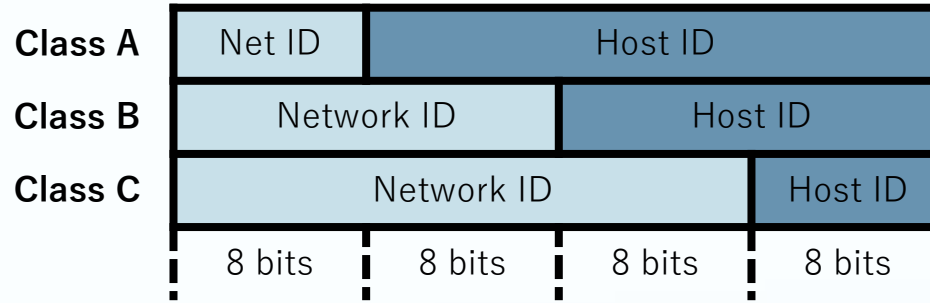 Class A Net ID Host ID
Class B Network ID Host ID
Class C Network ID Host ID
8 bits 8 bits 8 bits 8 bits